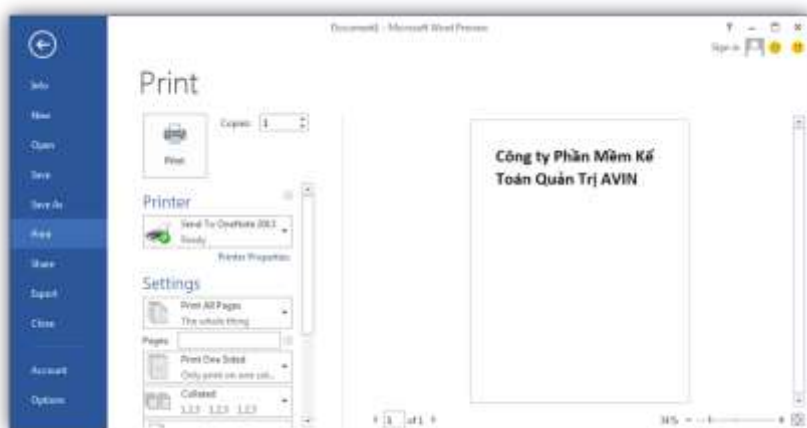 Document1 - Microsoft Word Preview
Sign in
Info
New
Open
Save
Save As
Print
Share
Export
Close
Account
Options
Print
Copies: 1
Print
Printer
Send To OneNote 2013
Ready
Printer Properties
Settings
Print All Pages
The whole thing
Pages:
Print One Sided
Only print on one sid...
Collated
1,2,3 1,2,3 1,2,3
Công ty Phần Mềm Kế
Toán Quản Trị AVIN
1 of 1